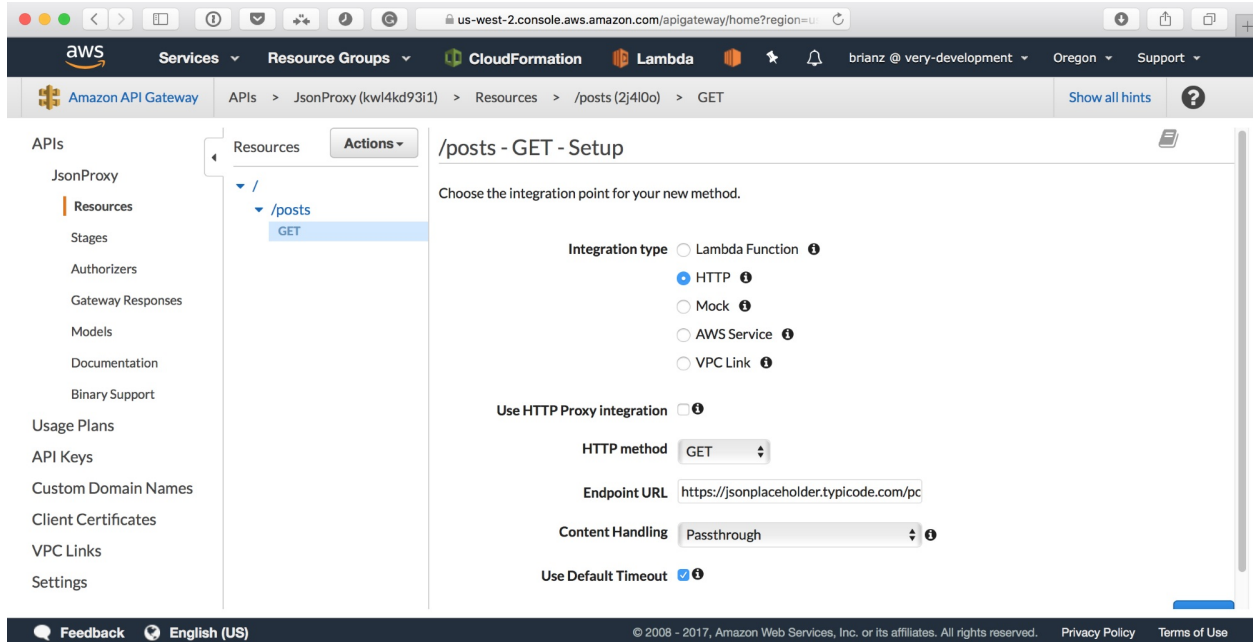 us-west-2.console.aws.amazon.com/apigateway/home?region=u
aws Services Resource Groups CloudFormation Lambda brianz @ very-development Oregon Support
Amazon API Gateway APIs > JsonProxy (kwl4kd93i1) > Resources > /posts (2j4l0o) > GET Show all hints ?
APIs
JsonProxy
Resources
Stages
Authorizers
Gateway Responses
Models
Documentation
Binary Support
Usage Plans
API Keys
Custom Domain Names
Client Certificates
VPC Links
Settings
Resources Actions
/
/posts
GET
/posts - GET - Setup
Choose the integration point for your new method.
Integration type Lambda Function
HTTP
Mock
AWS Service
VPC Link
Use HTTP Proxy integration
HTTP method GET
Endpoint URL https://jsonplaceholder.typicode.com/pc
Content Handling Passthrough
Use Default Timeout
Feedback English (US) © 2008 - 2017, Amazon Web Services, Inc. or its affiliates. All rights reserved. Privacy Policy Terms of Use